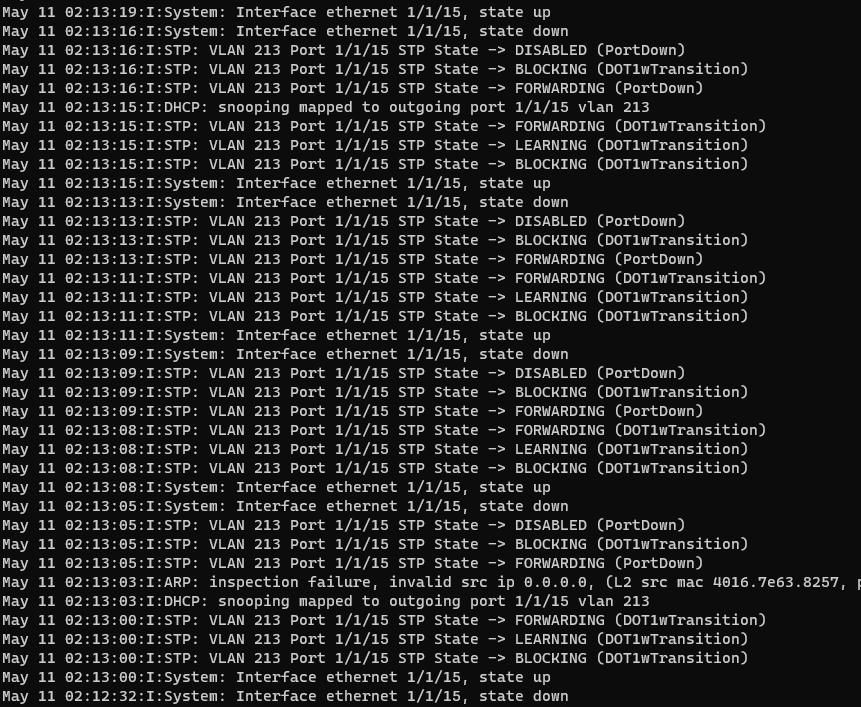 May 11 02:13:19:I:System: Interface ethernet 1/1/15, state up
May 11 02:13:16:I:System: Interface ethernet 1/1/15, state down
May 11 02:13:16:I:STP: VLAN 213 Port 1/1/15 STP State -> DISABLED (PortDown)
May 11 02:13:16:I:STP: VLAN 213 Port 1/1/15 STP State -> BLOCKING (DOT1wTransition)
May 11 02:13:16:I:STP: VLAN 213 Port 1/1/15 STP State -> FORWARDING (PortDown)
May 11 02:13:15:I:DHCP: snooping mapped to outgoing port 1/1/15 vlan 213
May 11 02:13:15:I:STP: VLAN 213 Port 1/1/15 STP State -> FORWARDING (DOT1wTransition)
May 11 02:13:15:I:STP: VLAN 213 Port 1/1/15 STP State -> LEARNING (DOT1wTransition)
May 11 02:13:15:I:STP: VLAN 213 Port 1/1/15 STP State -> BLOCKING (DOT1wTransition)
May 11 02:13:15:I:System: Interface ethernet 1/1/15, state up
May 11 02:13:13:I:System: Interface ethernet 1/1/15, state down
May 11 02:13:13:I:STP: VLAN 213 Port 1/1/15 STP State -> DISABLED (PortDown)
May 11 02:13:13:I:STP: VLAN 213 Port 1/1/15 STP State -> BLOCKING (DOT1wTransition)
May 11 02:13:13:I:STP: VLAN 213 Port 1/1/15 STP State -> FORWARDING (PortDown)
May 11 02:13:11:I:STP: VLAN 213 Port 1/1/15 STP State -> FORWARDING (DOT1wTransition)
May 11 02:13:11:I:STP: VLAN 213 Port 1/1/15 STP State -> LEARNING (DOT1wTransition)
May 11 02:13:11:I:STP: VLAN 213 Port 1/1/15 STP State -> BLOCKING (DOT1wTransition)
May 11 02:13:11:I:System: Interface ethernet 1/1/15, state up
May 11 02:13:09:I:System: Interface ethernet 1/1/15, state down
May 11 02:13:09:I:STP: VLAN 213 Port 1/1/15 STP State -> DISABLED (PortDown)
May 11 02:13:09:I:STP: VLAN 213 Port 1/1/15 STP State -> BLOCKING (DOT1wTransition)
May 11 02:13:09:I:STP: VLAN 213 Port 1/1/15 STP State -> FORWARDING (PortDown)
May 11 02:13:08:I:STP: VLAN 213 Port 1/1/15 STP State -> FORWARDING (DOT1wTransition)
May 11 02:13:08:I:STP: VLAN 213 Port 1/1/15 STP State -> LEARNING (DOT1wTransition)
May 11 02:13:08:I:STP: VLAN 213 Port 1/1/15 STP State -> BLOCKING (DOT1wTransition)
May 11 02:13:08:I:System: Interface ethernet 1/1/15, state up
May 11 02:13:05:I:System: Interface ethernet 1/1/15, state down
May 11 02:13:05:I:STP: VLAN 213 Port 1/1/15 STP State -> DISABLED (PortDown)
May 11 02:13:05:I:STP: VLAN 213 Port 1/1/15 STP State -> BLOCKING (DOT1wTransition)
May 11 02:13:05:I:STP: VLAN 213 Port 1/1/15 STP State -> FORWARDING (PortDown)
May 11 02:13:03:I:ARP: inspection failure, invalid src ip 0.0.0.0, (L2 src mac 4016.7e63.8257,
May 11 02:13:03:I:DHCP: snooping mapped to outgoing port 1/1/15 vlan 213
May 11 02:13:00:I:STP: VLAN 213 Port 1/1/15 STP State -> FORWARDING (DOT1wTransition)
May 11 02:13:00:I:STP: VLAN 213 Port 1/1/15 STP State -> LEARNING (DOT1wTransition)
May 11 02:13:00:I:STP: VLAN 213 Port 1/1/15 STP State -> BLOCKING (DOT1wTransition)
May 11 02:13:00:I:System: Interface ethernet 1/1/15, state up
May 11 02:12:32:I:System: Interface ethernet 1/1/15, state down